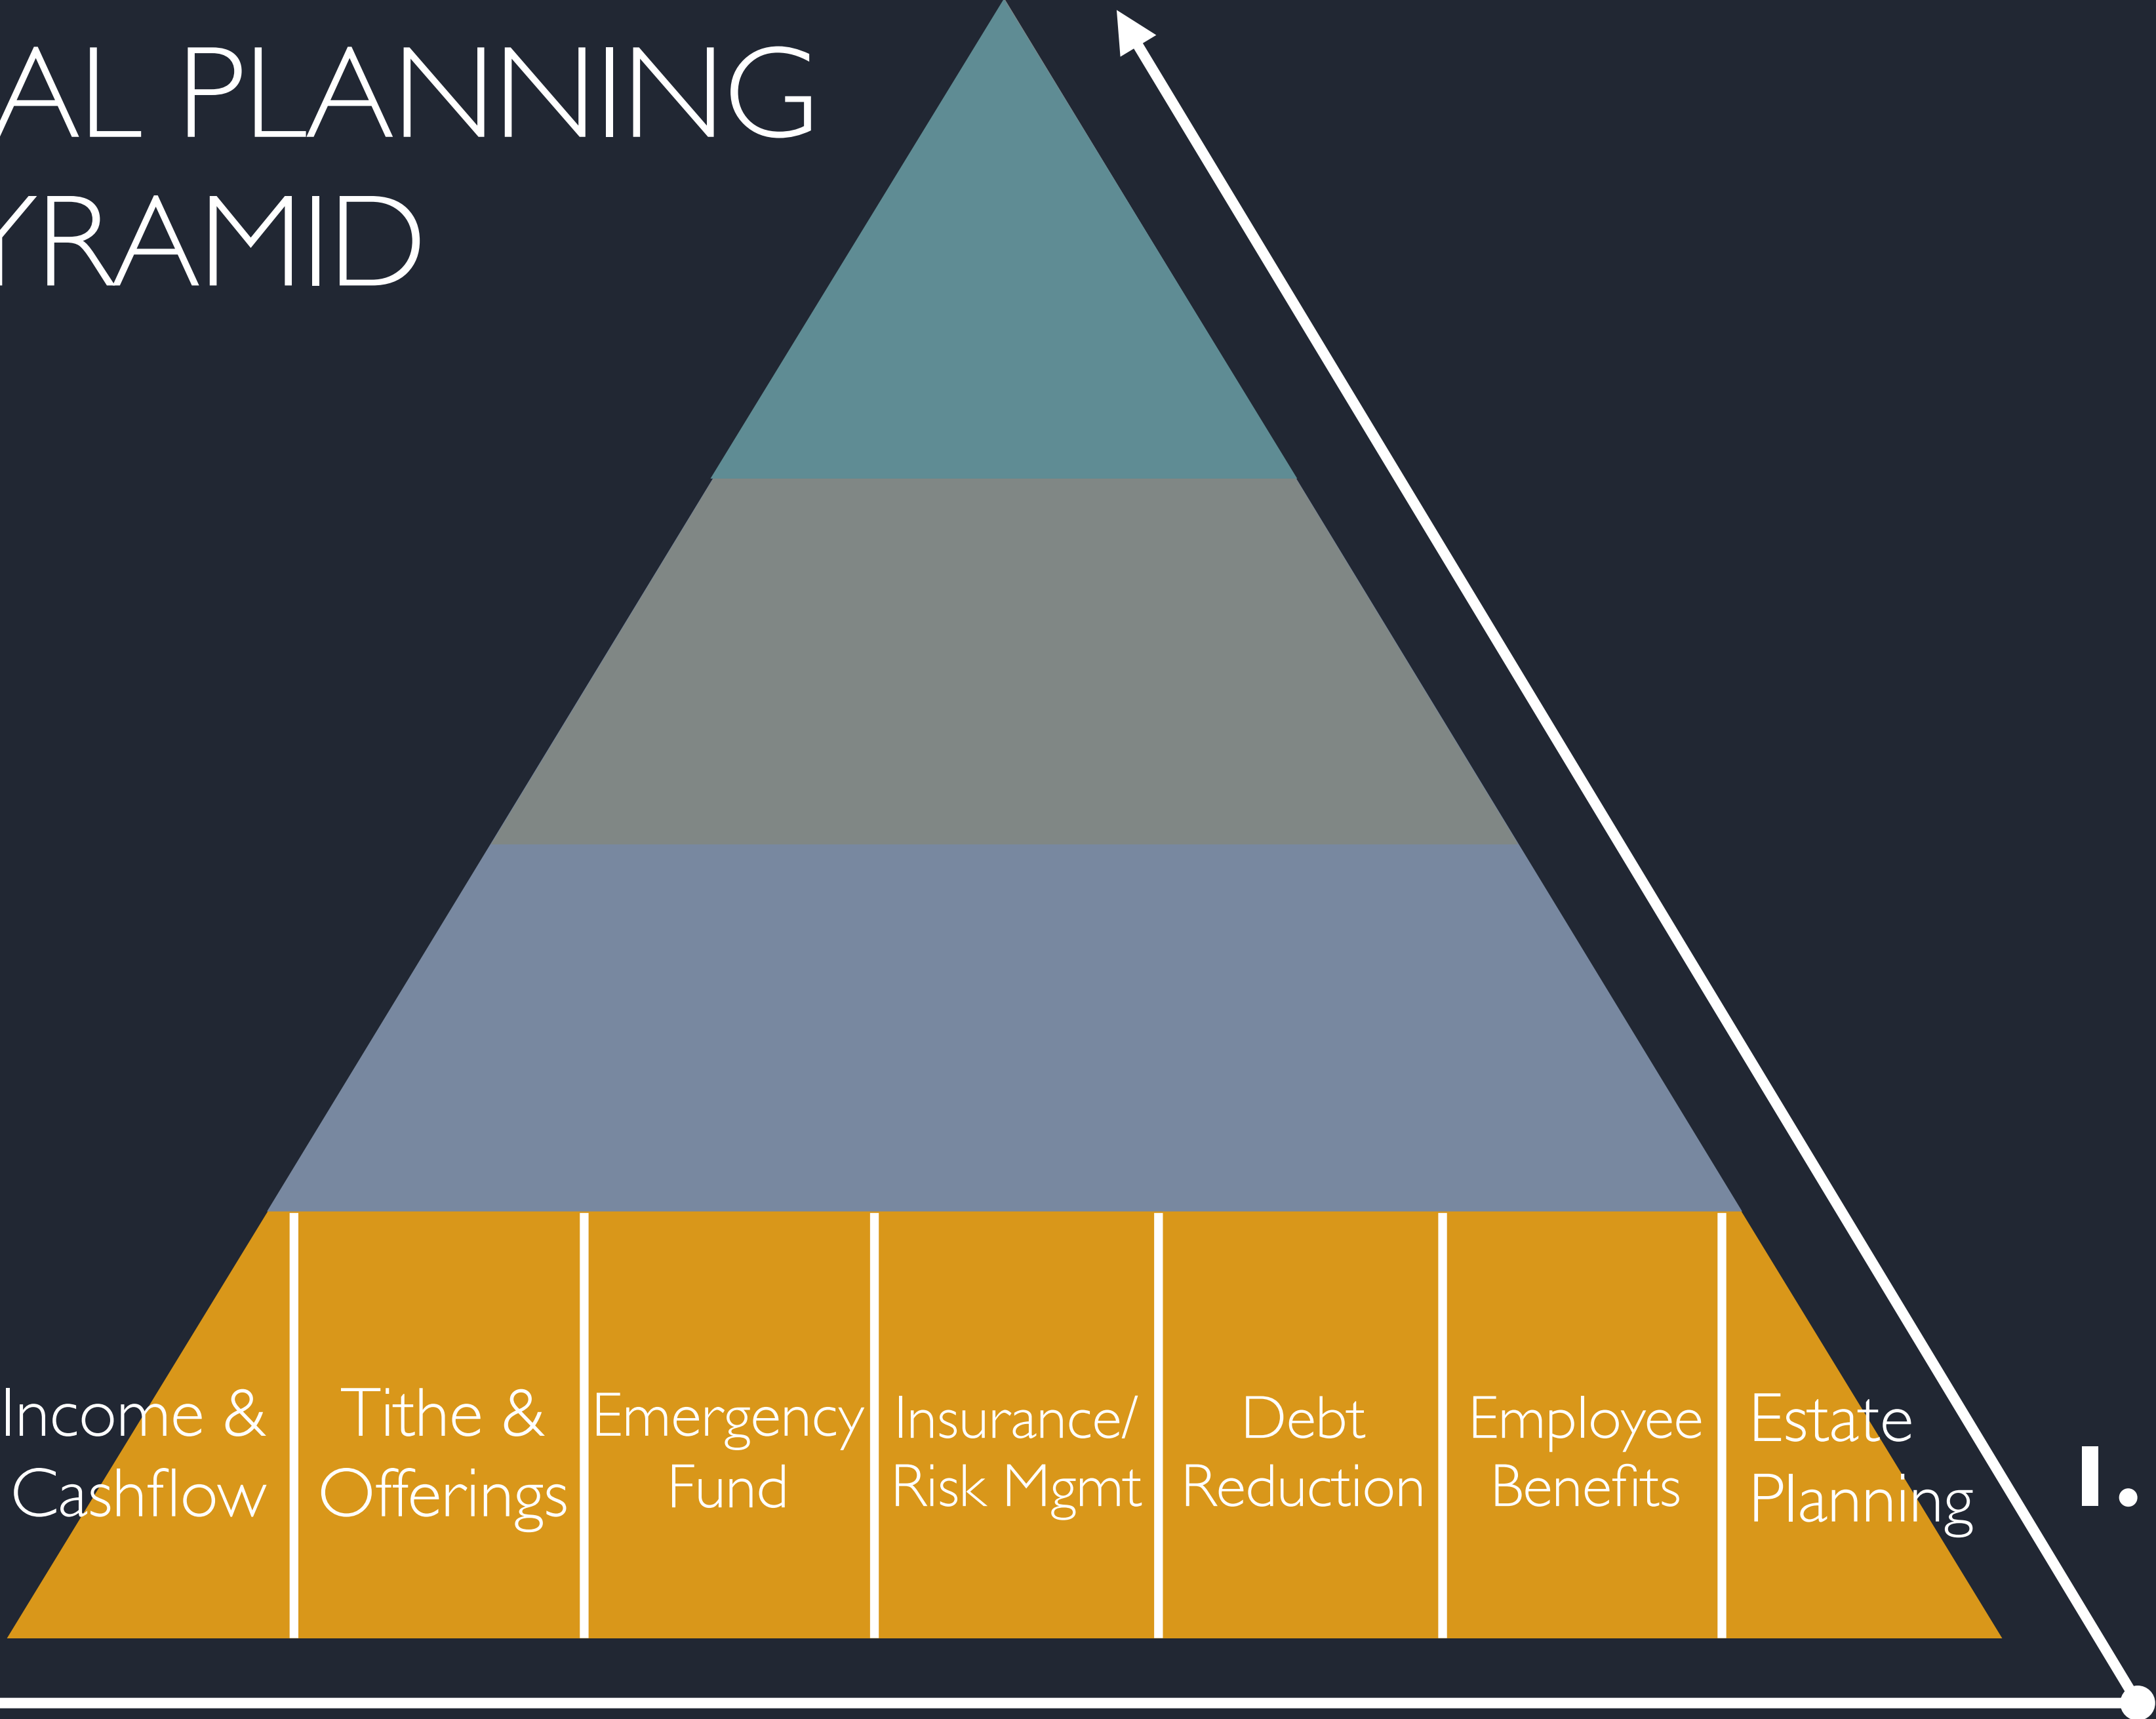 AL PLANNING
YRAMID
Income &
Cashflow
Tithe &
Offerings
Emergency
Fund
Insurance/
Risk Mgmt
Debt
Reduction
Employee
Benefits
Estate
Planning
I.